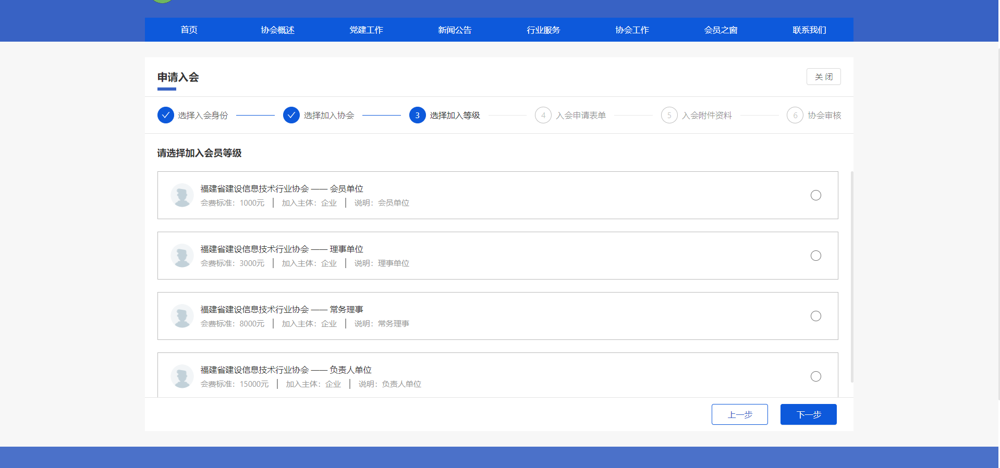 首页 协会概述 党建工作 新闻公告 行业服务 协会工作 会员之窗 联系我们
申请入会 关 闭
选择入会身份 选择加入协会 3 选择加入等级 4 入会申请表单 5 入会附件资料 6 协会审核
请选择加入会员等级
福建省建设信息技术行业协会 —— 会员单位
会费标准：1000元 | 加入主体：企业 | 说明：会员单位
福建省建设信息技术行业协会 —— 理事单位
会费标准：3000元 | 加入主体：企业 | 说明：理事单位
福建省建设信息技术行业协会 —— 常务理事
会费标准：8000元 | 加入主体：企业 | 说明：常务理事
福建省建设信息技术行业协会 —— 负责人单位
会费标准：15000元 | 加入主体：企业 | 说明：负责人单位
上一步 下一步